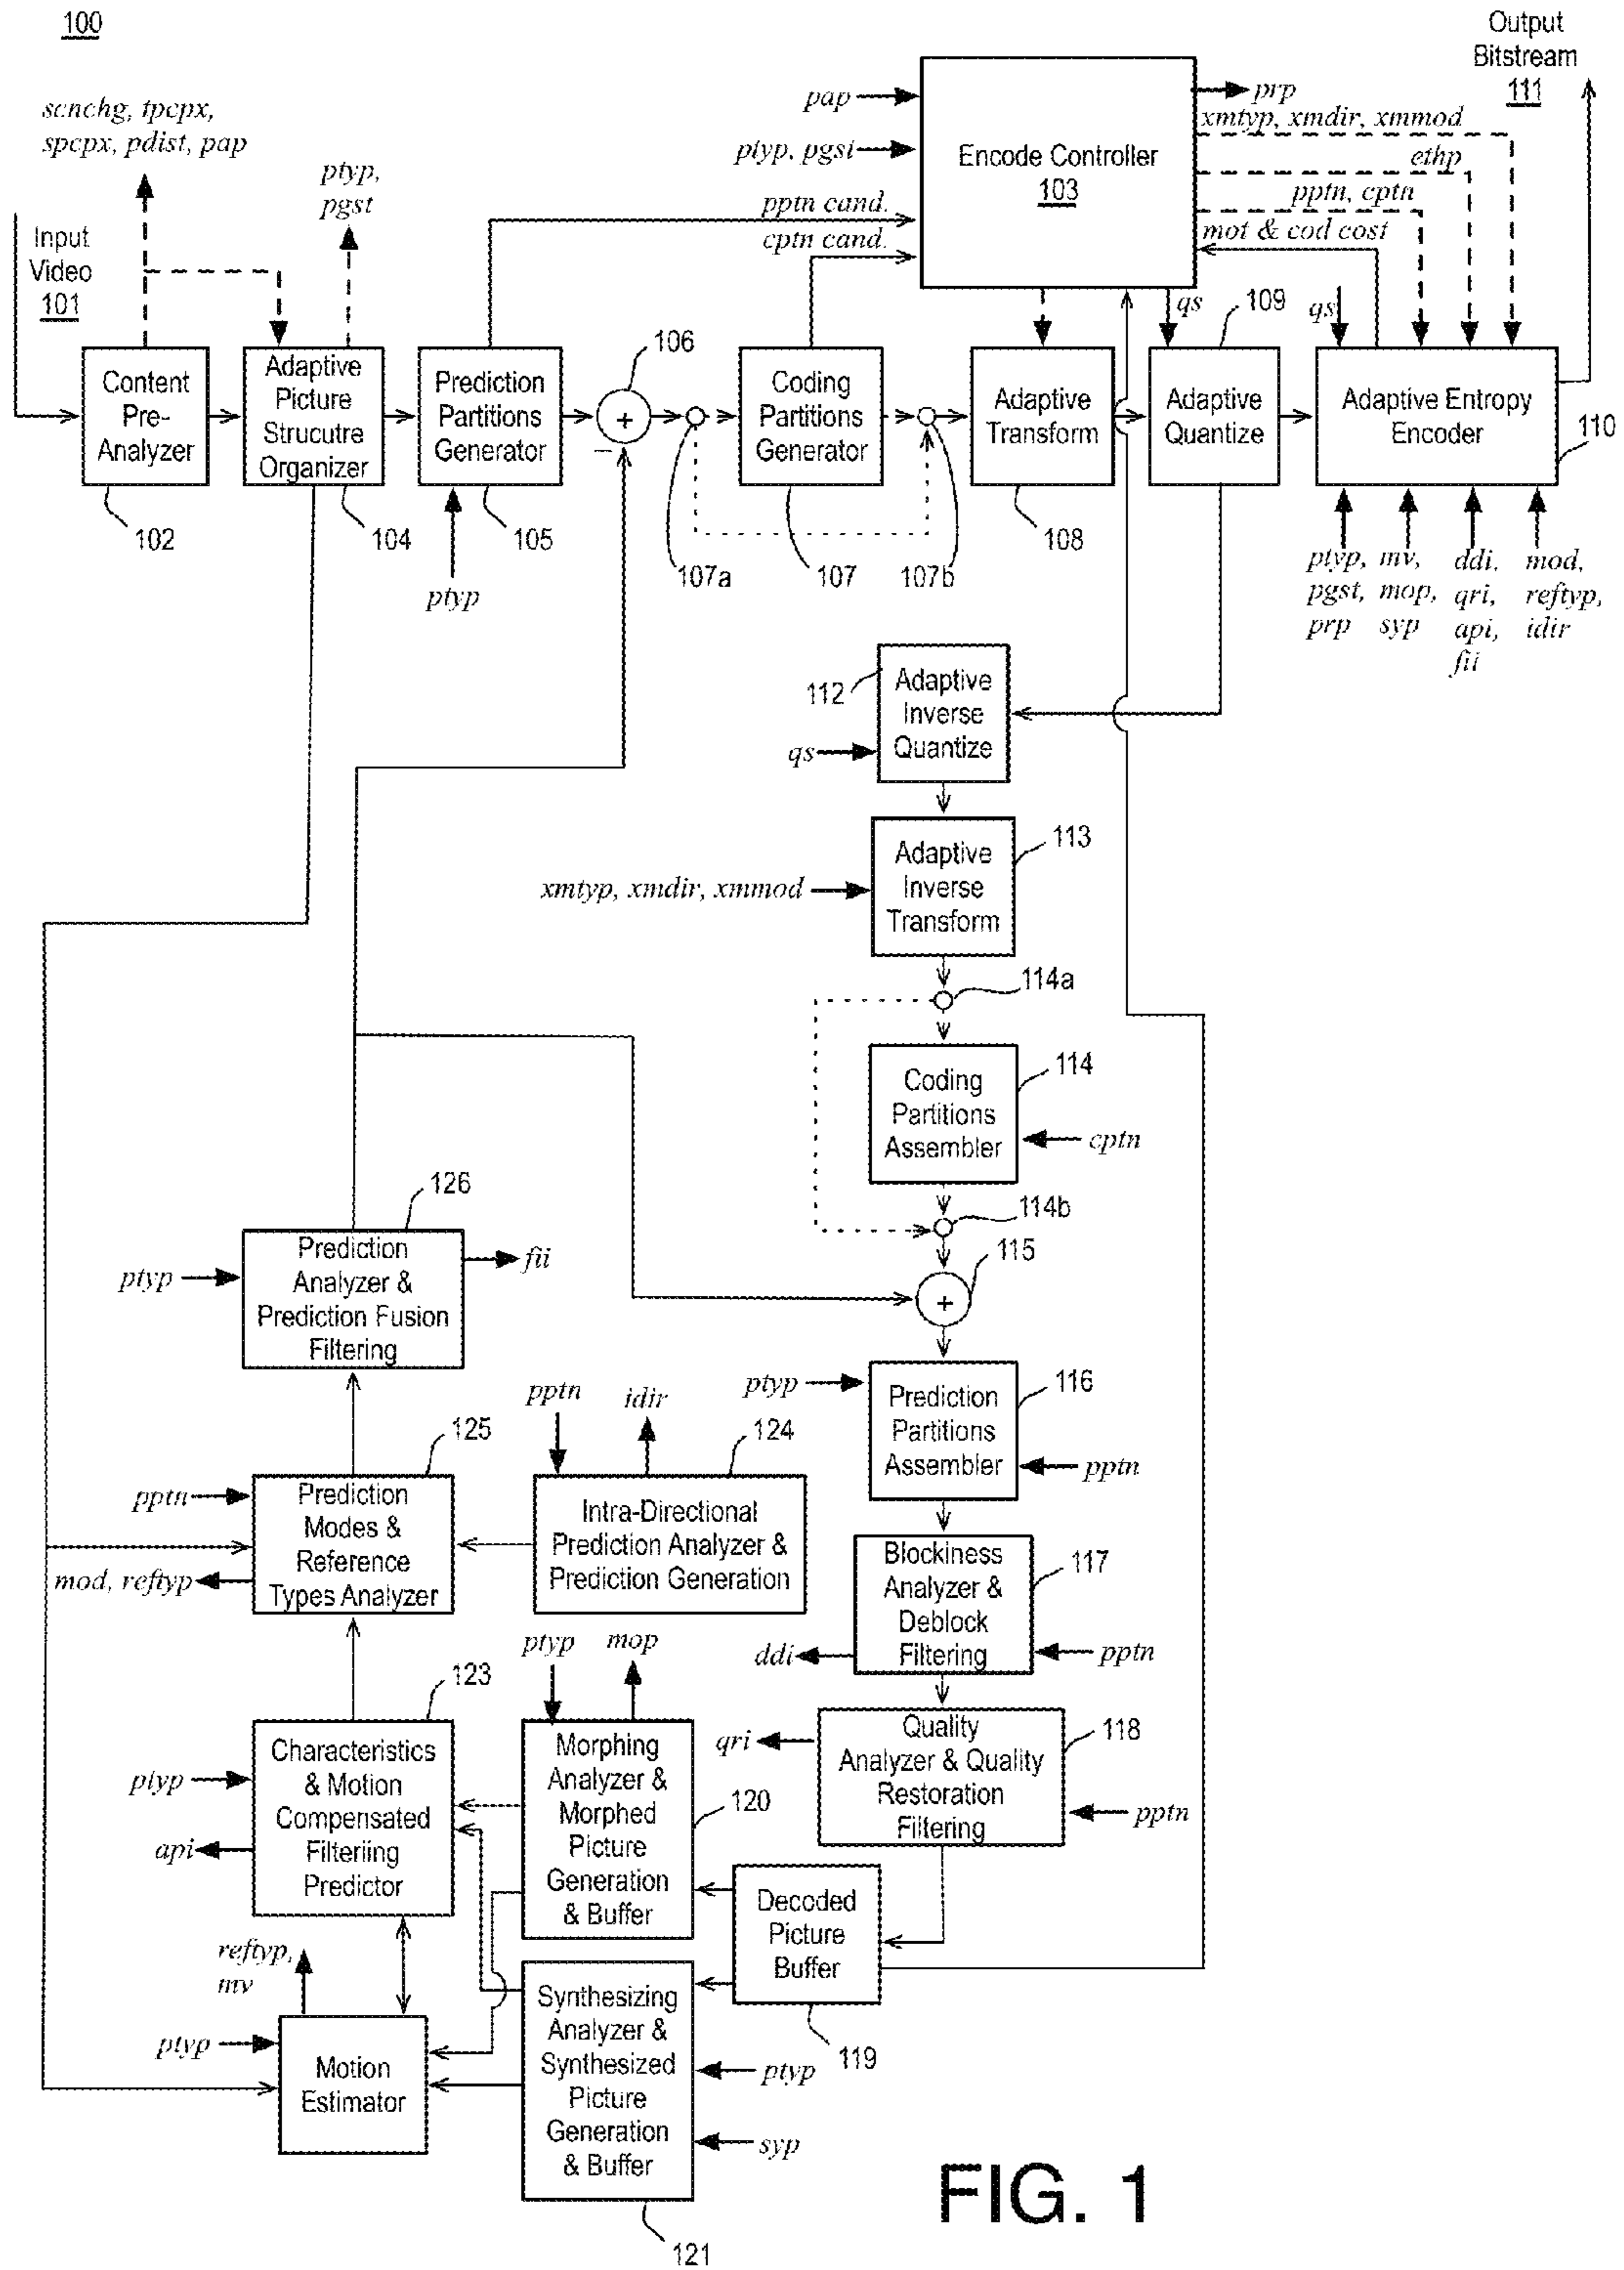 100
Output
Bitstream
111
scnchg, tpcpx,
spcpx, pdist, pap
ptyp,
pgst
Input
Video
101
pap
ptyp, pgst
pptn cand.
cptn cand.
Encode Controller
103
prp
xmtyp, xmdir, xmmod
ethp
pptn, cptn
mot & cod cost
qs
109
qs
106
Content
Pre-
Analyzer
Adaptive
Picture
Strucutre
Organizer
Prediction
Partitions
Generator
+
−
Coding
Partitions
Generator
Adaptive
Transform
Adaptive
Quantize
Adaptive Entropy
Encoder
110
102
104
105
107a
107
107b
108
ptyp
ptyp,
pgst,
prp
mv,
mop,
syp
ddi,
qri,
api,
fii
mod,
reftyp,
idir
112
Adaptive
Inverse
Quantize
qs
113
Adaptive
Inverse
Transform
xmtyp, xmdir, xmmod
114a
114
Coding
Partitions
Assembler
cptn
114b
115
+
126
Prediction
Analyzer &
Prediction Fusion
Filtering
ptyp
fii
ptyp
116
Prediction
Partitions
Assembler
pptn
125
pptn
Prediction
Modes &
Reference
Types Analyzer
mod, reftyp
pptn
idir
124
Intra-Directional
Prediction Analyzer &
Prediction Generation
117
Blockiness
Analyzer &
Deblock
Filtering
ddi
pptn
123
Characteristics
& Motion
Compensated
Filteriing
Predictor
ptyp
api
ptyp
mop
120
Morphing
Analyzer &
Morphed
Picture
Generation
& Buffer
118
Quality
Analyzer & Quality
Restoration
Filtering
qri
pptn
Decoded
Picture
Buffer
119
reftyp,
mv
ptyp
Motion
Estimator
Synthesizing
Analyzer &
Synthesized
Picture
Generation
& Buffer
ptyp
syp
121
FIG. 1